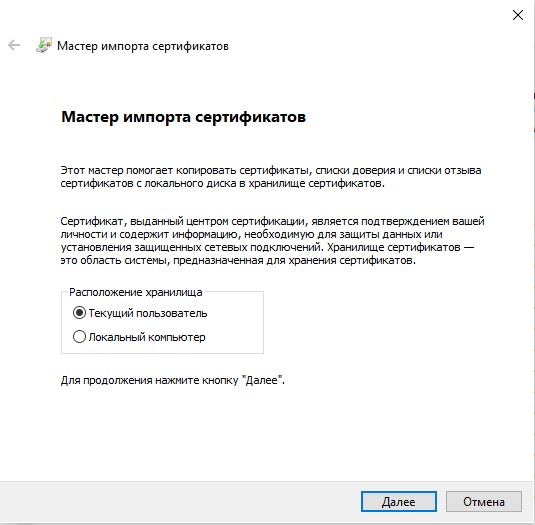 Мастер импорта сертификатов
Мастер импорта сертификатов
Этот мастер помогает копировать сертификаты, списки доверия и списки отзыва
сертификатов с локального диска в хранилище сертификатов.
Сертификат, выданный центром сертификации, является подтверждением вашей
личности и содержит информацию, необходимую для защиты данных или
установления защищенных сетевых подключений. Хранилище сертификатов —
это область системы, предназначенная для хранения сертификатов.
Расположение хранилища
Текущий пользователь
Локальный компьютер
Для продолжения нажмите кнопку "Далее".
Далее
Отмена